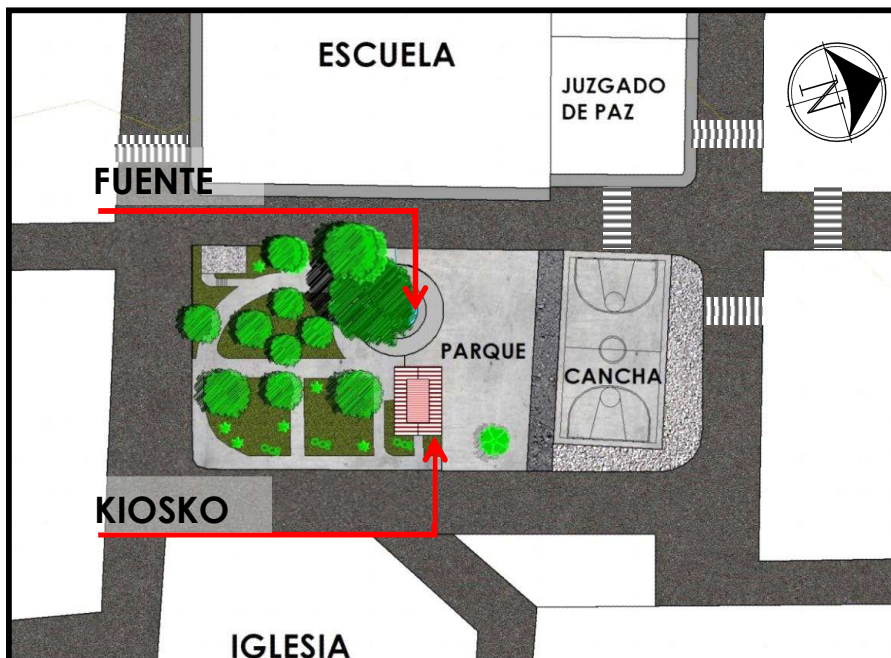 ESCUELA
JUZGADO
DE PAZ
N
FUENTE
PARQUE
CANCHA
KIOSKO
IGLESIA